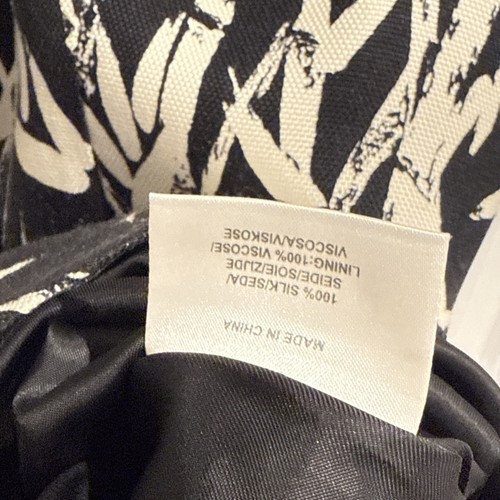 MADE IN CHINA
100% SILK/SEDA/
SEIDE/SOIE/ZIJDE
LINING:100% VISCOSE/
VISCOSA/VISKOSE